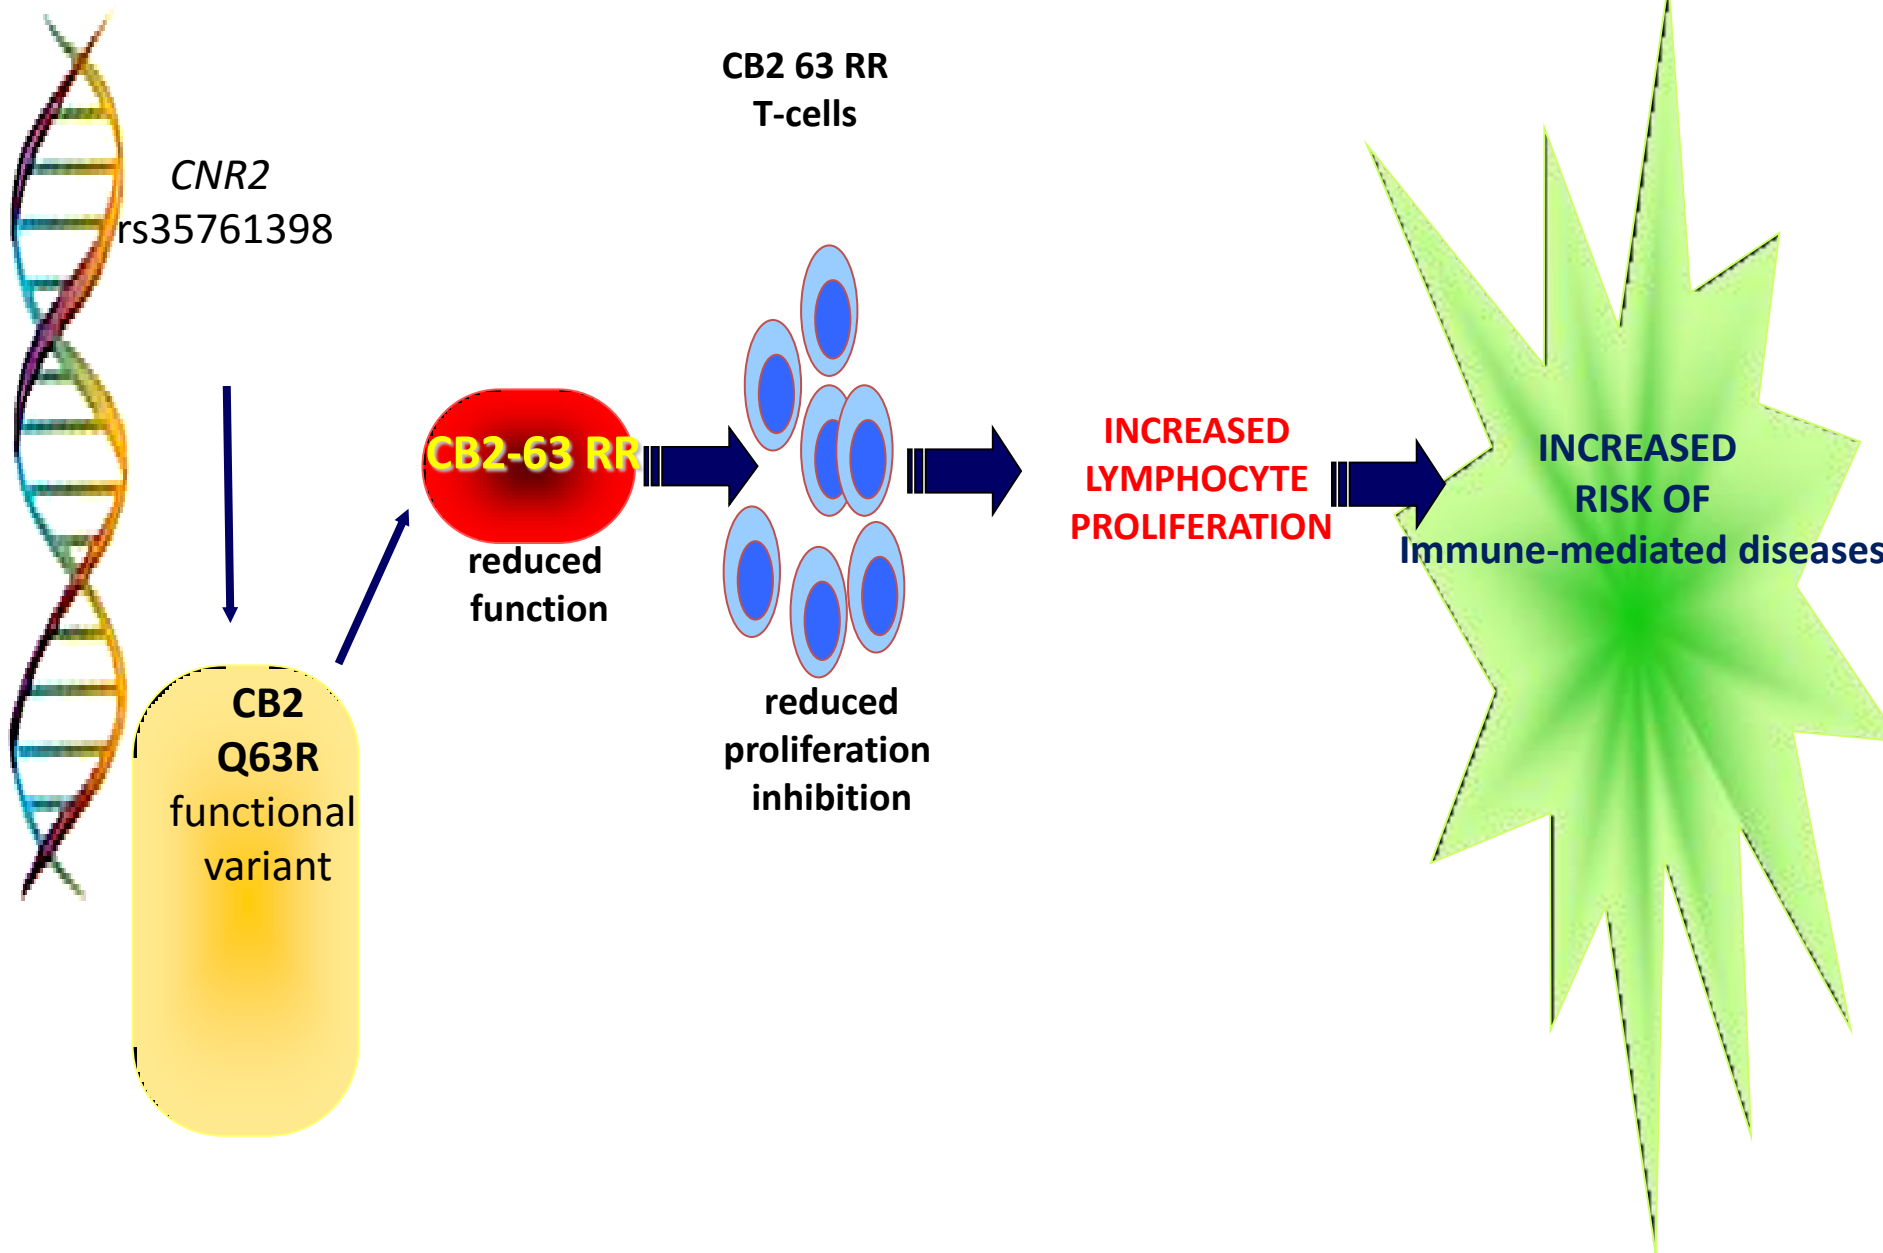 CNR2
rs35761398
CB2
Q63R
functional
variant
CB2-63 RR
reduced
function
CB2 63 RR
T-cells
reduced
proliferation
inhibition
INCREASED
LYMPHOCYTE
PROLIFERATION
INCREASED
RISK OF
Immune-mediated diseases